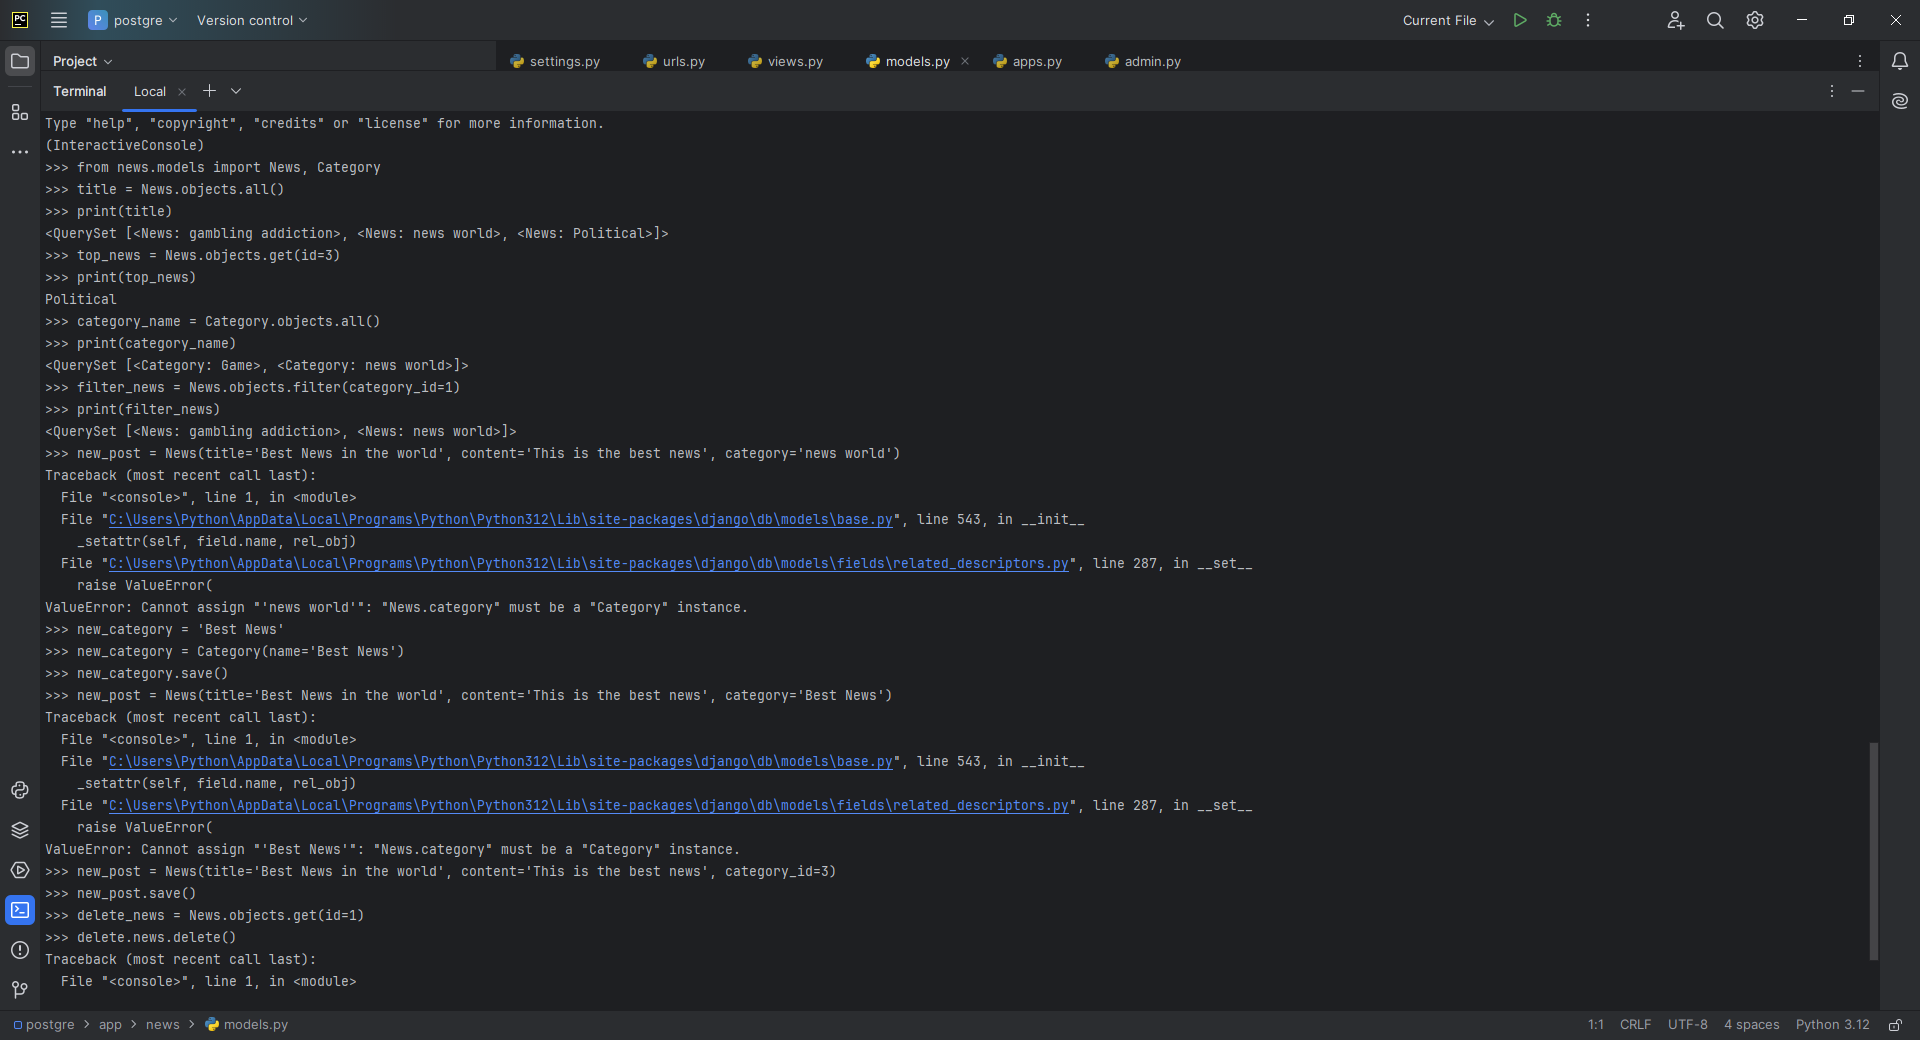 PC P postgre Version control Current File
Project settings.py urls.py views.py models.py apps.py admin.py
Terminal Local
Type "help", "copyright", "credits" or "license" for more information.
(InteractiveConsole)
>>> from news.models import News, Category
>>> title = News.objects.all()
>>> print(title)
<QuerySet [<News: gambling addiction>, <News: news world>, <News: Political>]>
>>> top_news = News.objects.get(id=3)
>>> print(top_news)
Political
>>> category_name = Category.objects.all()
>>> print(category_name)
<QuerySet [<Category: Game>, <Category: news world>]>
>>> filter_news = News.objects.filter(category_id=1)
>>> print(filter_news)
<QuerySet [<News: gambling addiction>, <News: news world>]>
>>> new_post = News(title='Best News in the world', content='This is the best news', category='news world')
Traceback (most recent call last):
  File "<console>", line 1, in <module>
  File "C:\Users\Python\AppData\Local\Programs\Python\Python312\Lib\site-packages\django\db\models\base.py", line 543, in __init__
    _setattr(self, field.name, rel_obj)
  File "C:\Users\Python\AppData\Local\Programs\Python\Python312\Lib\site-packages\django\db\models\fields\related_descriptors.py", line 287, in __set__
    raise ValueError(
ValueError: Cannot assign "'news world'": "News.category" must be a "Category" instance.
>>> new_category = 'Best News'
>>> new_category = Category(name='Best News')
>>> new_category.save()
>>> new_post = News(title='Best News in the world', content='This is the best news', category='Best News')
Traceback (most recent call last):
  File "<console>", line 1, in <module>
  File "C:\Users\Python\AppData\Local\Programs\Python\Python312\Lib\site-packages\django\db\models\base.py", line 543, in __init__
    _setattr(self, field.name, rel_obj)
  File "C:\Users\Python\AppData\Local\Programs\Python\Python312\Lib\site-packages\django\db\models\fields\related_descriptors.py", line 287, in __set__
    raise ValueError(
ValueError: Cannot assign "'Best News'": "News.category" must be a "Category" instance.
>>> new_post = News(title='Best News in the world', content='This is the best news', category_id=3)
>>> new_post.save()
>>> delete_news = News.objects.get(id=1)
>>> delete.news.delete()
Traceback (most recent call last):
  File "<console>", line 1, in <module>
postgre > app > news > models.py 1:1 CRLF UTF-8 4 spaces Python 3.12